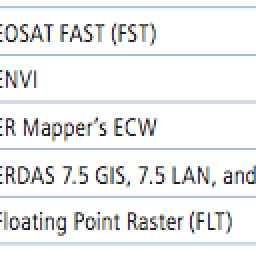 EOSAT FAST (FST)
ENVI
ER Mapper’s ECW
ERDAS 7.5 GIS, 7.5 LAN, and
Floating Point Raster (FLT)